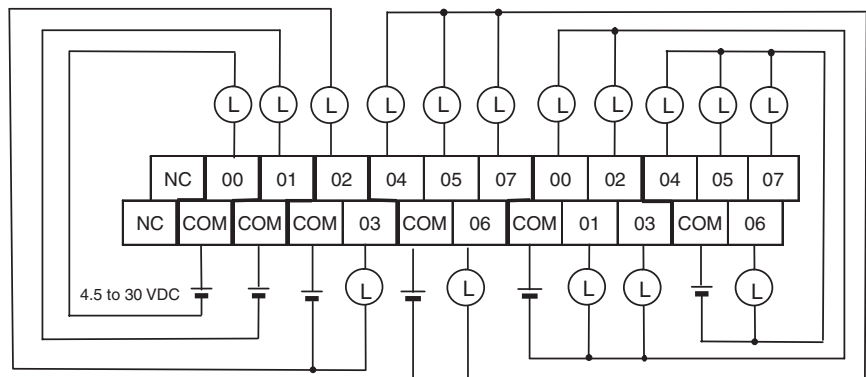 L L L L L L L L L L L
NC 00 01 02 04 05 07 00 02 04 05 07
NC COM COM COM 03 COM 06 COM 01 03 COM 06
4.5 to 30 VDC
L L L L L